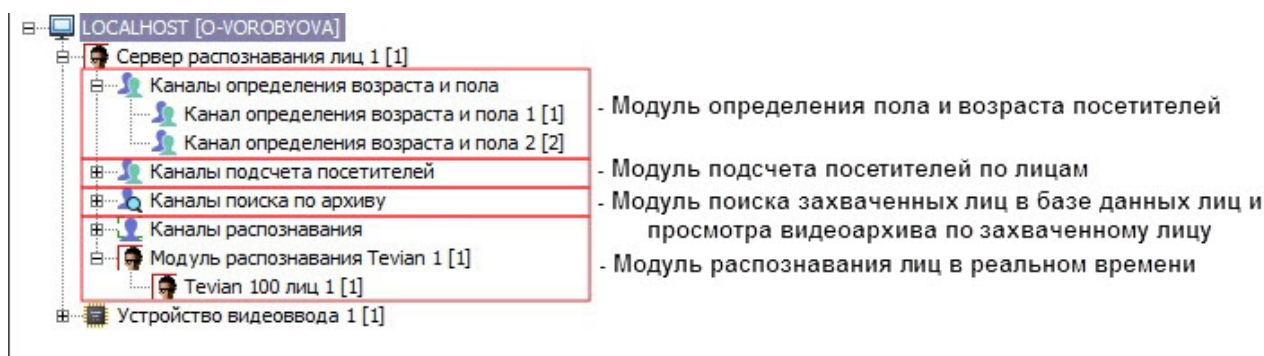 LOCALHOST [O-VOROBYOVA]
Сервер распознавания лиц 1 [1]
Каналы определения возраста и пола
Канал определения возраста и пола 1 [1]
- Модуль определения пола и возраста посетителей
Канал определения возраста и пола 2 [2]
Каналы подсчета посетителей
- Модуль подсчета посетителей по лицам
Каналы поиска по архиву
- Модуль поиска захваченных лиц в базе данных лиц и
просмотра видеоархива по захваченному лицу
Каналы распознавания
Модуль распознавания Tevian 1 [1]
- Модуль распознавания лиц в реальном времени
Tevian 100 лиц 1 [1]
Устройство видеоввода 1 [1]